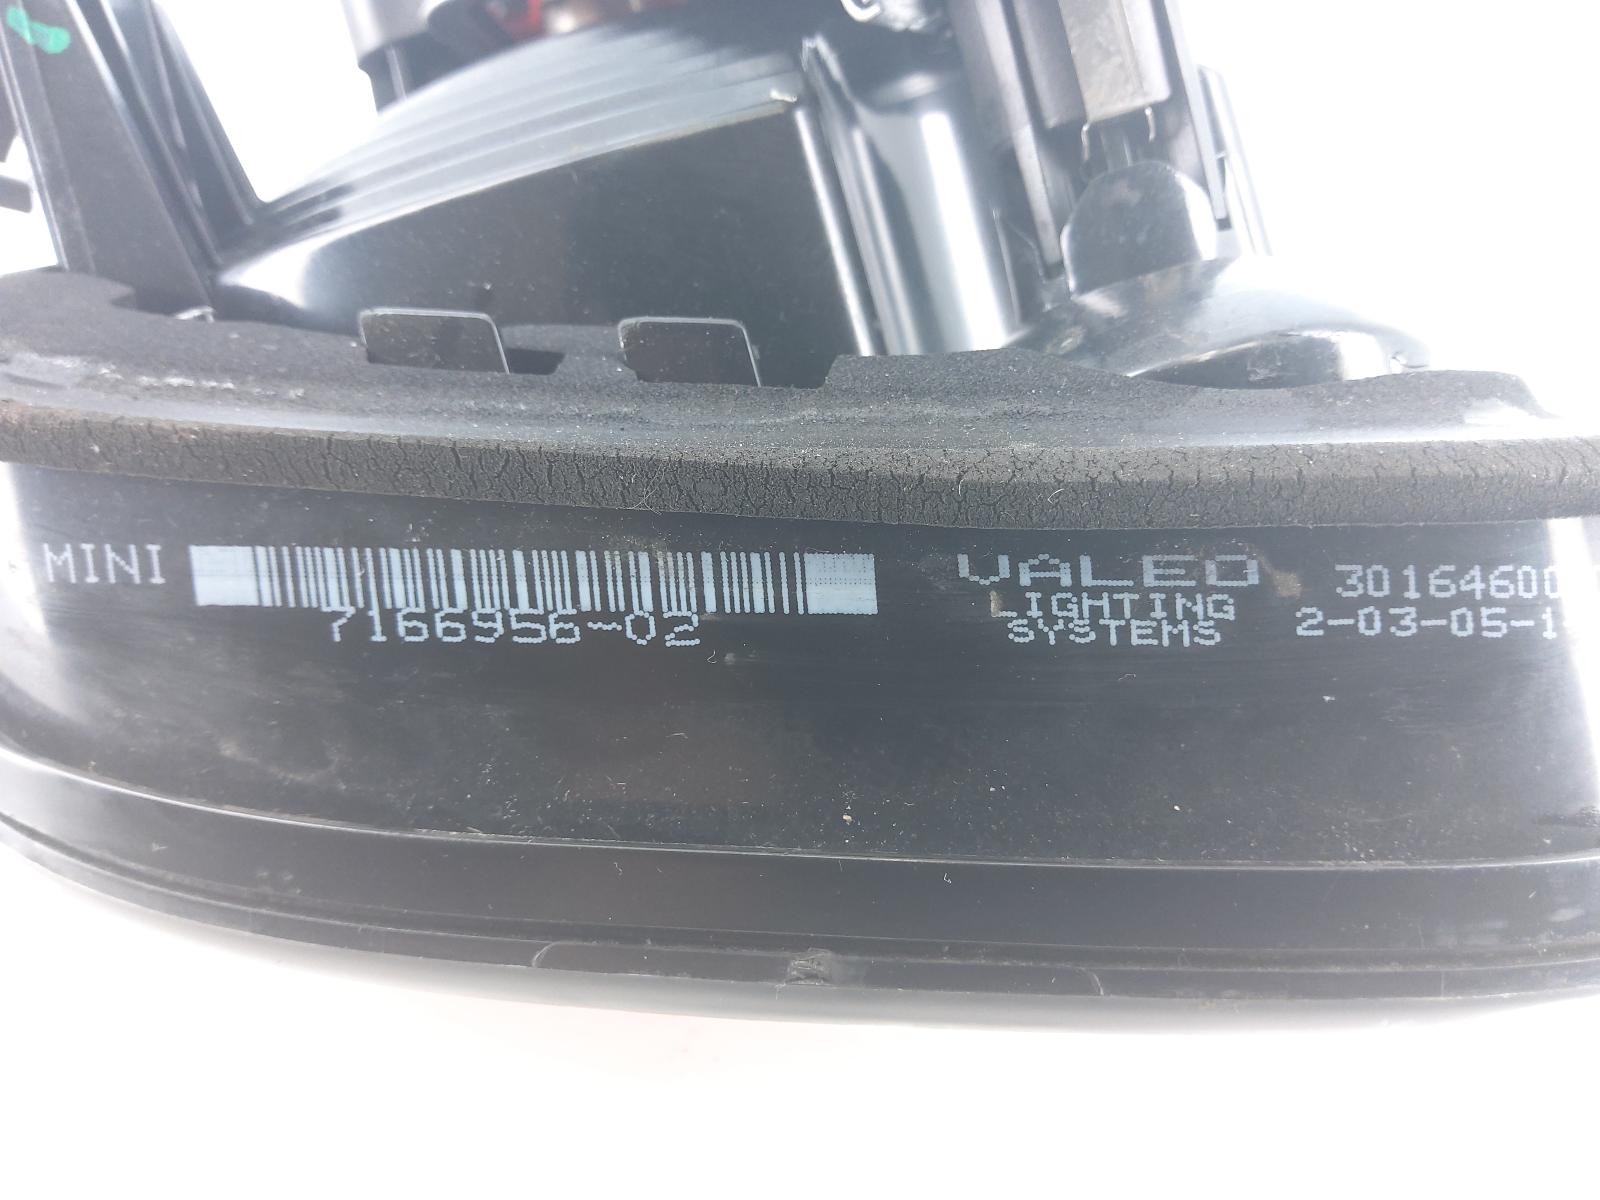 MINI
7166956-02
VALEO
LIGHTING
SYSTEMS
30164600
2-03-05-1